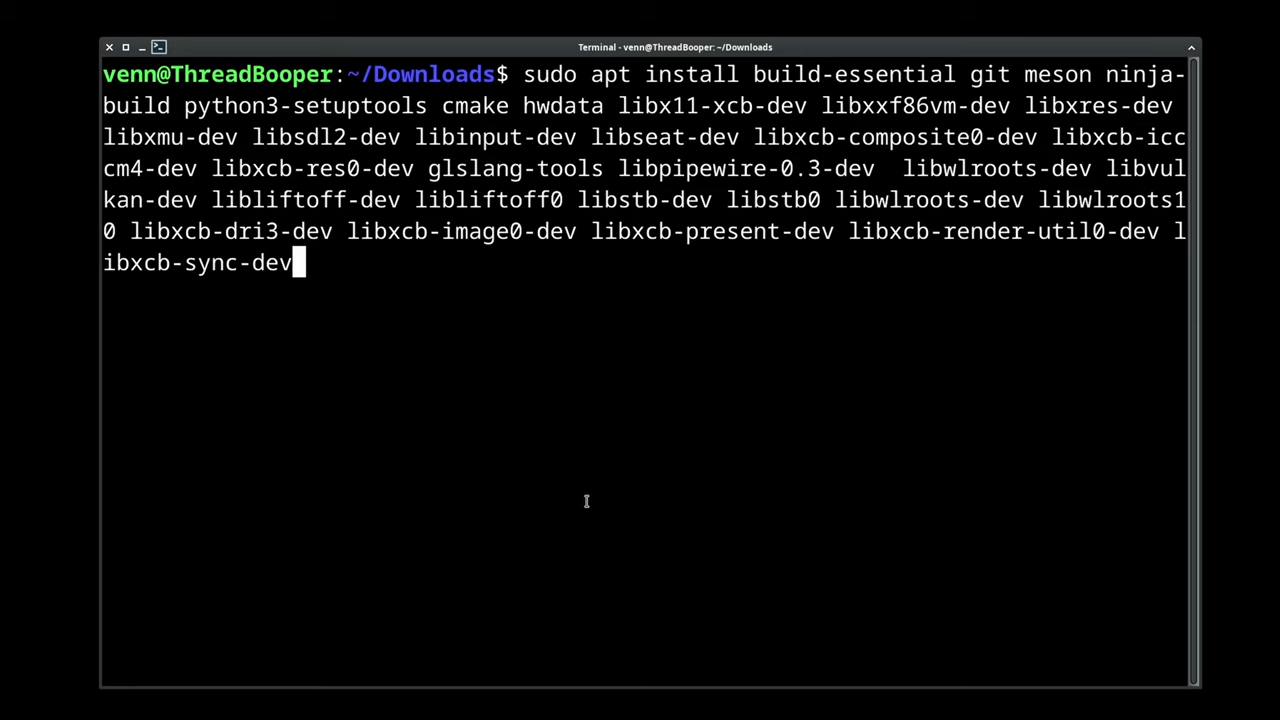 Terminal - venn@ThreadBooper: ~/Downloads
venn@ThreadBooper:~/Downloads$ sudo apt install build-essential git meson ninja-
build python3-setuptools cmake hwdata libx11-xcb-dev libxxf86vm-dev libxres-dev
libxmu-dev libsdl2-dev libinput-dev libseat-dev libxcb-composite0-dev libxcb-icc
cm4-dev libxcb-res0-dev glslang-tools libpipewire-0.3-dev  libwlroots-dev libvul
kan-dev libliftoff-dev libliftoff0 libstb-dev libstb0 libwlroots-dev libwlroots1
0 libxcb-dri3-dev libxcb-image0-dev libxcb-present-dev libxcb-render-util0-dev l
ibxcb-sync-dev